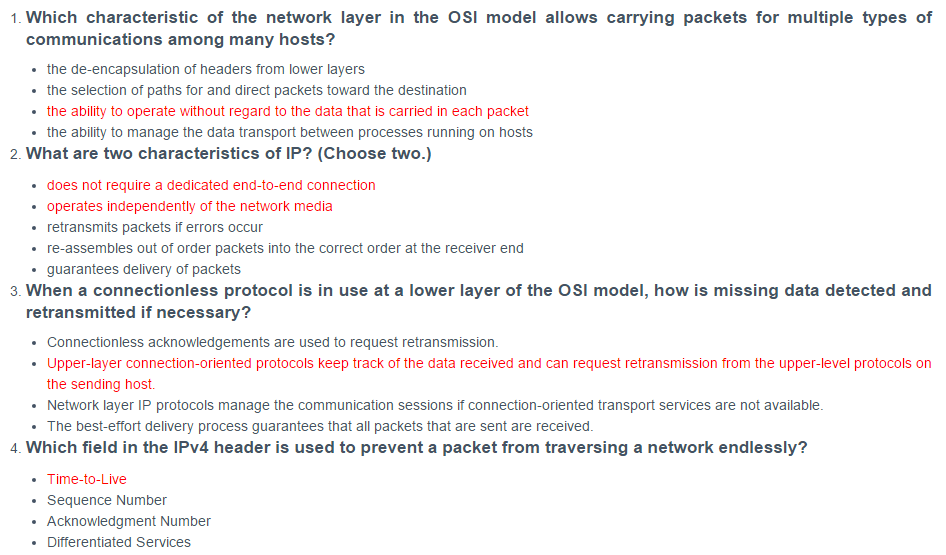 1. Which characteristic of the network layer in the OSI model allows carrying packets for multiple types of
communications among many hosts?
• the de-encapsulation of headers from lower layers
• the selection of paths for and direct packets toward the destination
• the ability to operate without regard to the data that is carried in each packet
• the ability to manage the data transport between processes running on hosts
2. What are two characteristics of IP? (Choose two.)
• does not require a dedicated end-to-end connection
• operates independently of the network media
• retransmits packets if errors occur
• re-assembles out of order packets into the correct order at the receiver end
• guarantees delivery of packets
3. When a connectionless protocol is in use at a lower layer of the OSI model, how is missing data detected and
retransmitted if necessary?
• Connectionless acknowledgements are used to request retransmission.
• Upper-layer connection-oriented protocols keep track of the data received and can request retransmission from the upper-level protocols on
the sending host.
• Network layer IP protocols manage the communication sessions if connection-oriented transport services are not available.
• The best-effort delivery process guarantees that all packets that are sent are received.
4. Which field in the IPv4 header is used to prevent a packet from traversing a network endlessly?
• Time-to-Live
• Sequence Number
• Acknowledgment Number
• Differentiated Services